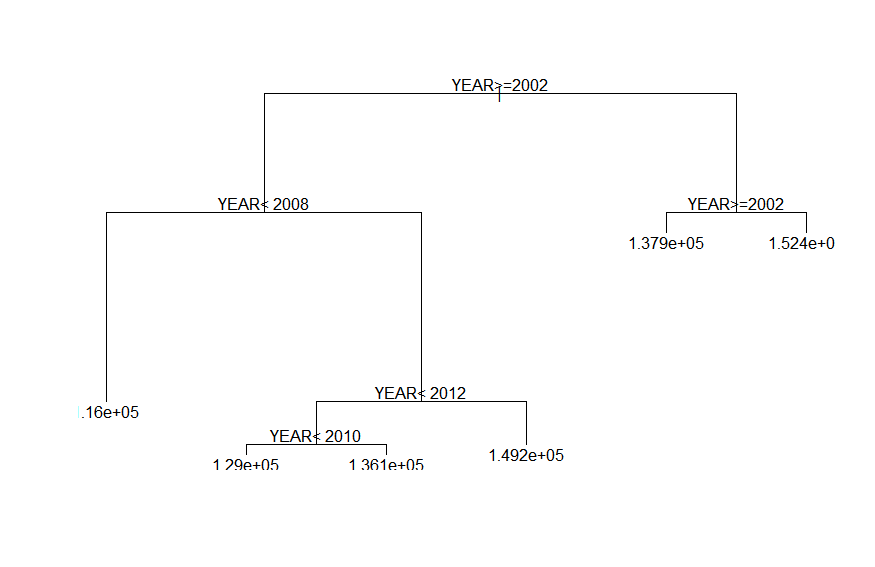 YEAR>=2002
YEAR< 2008
YEAR>=2002
1.379e+05
1.524e+0
.16e+05
YEAR< 2012
YEAR< 2010
1.29e+05
1.361e+05
1.492e+05